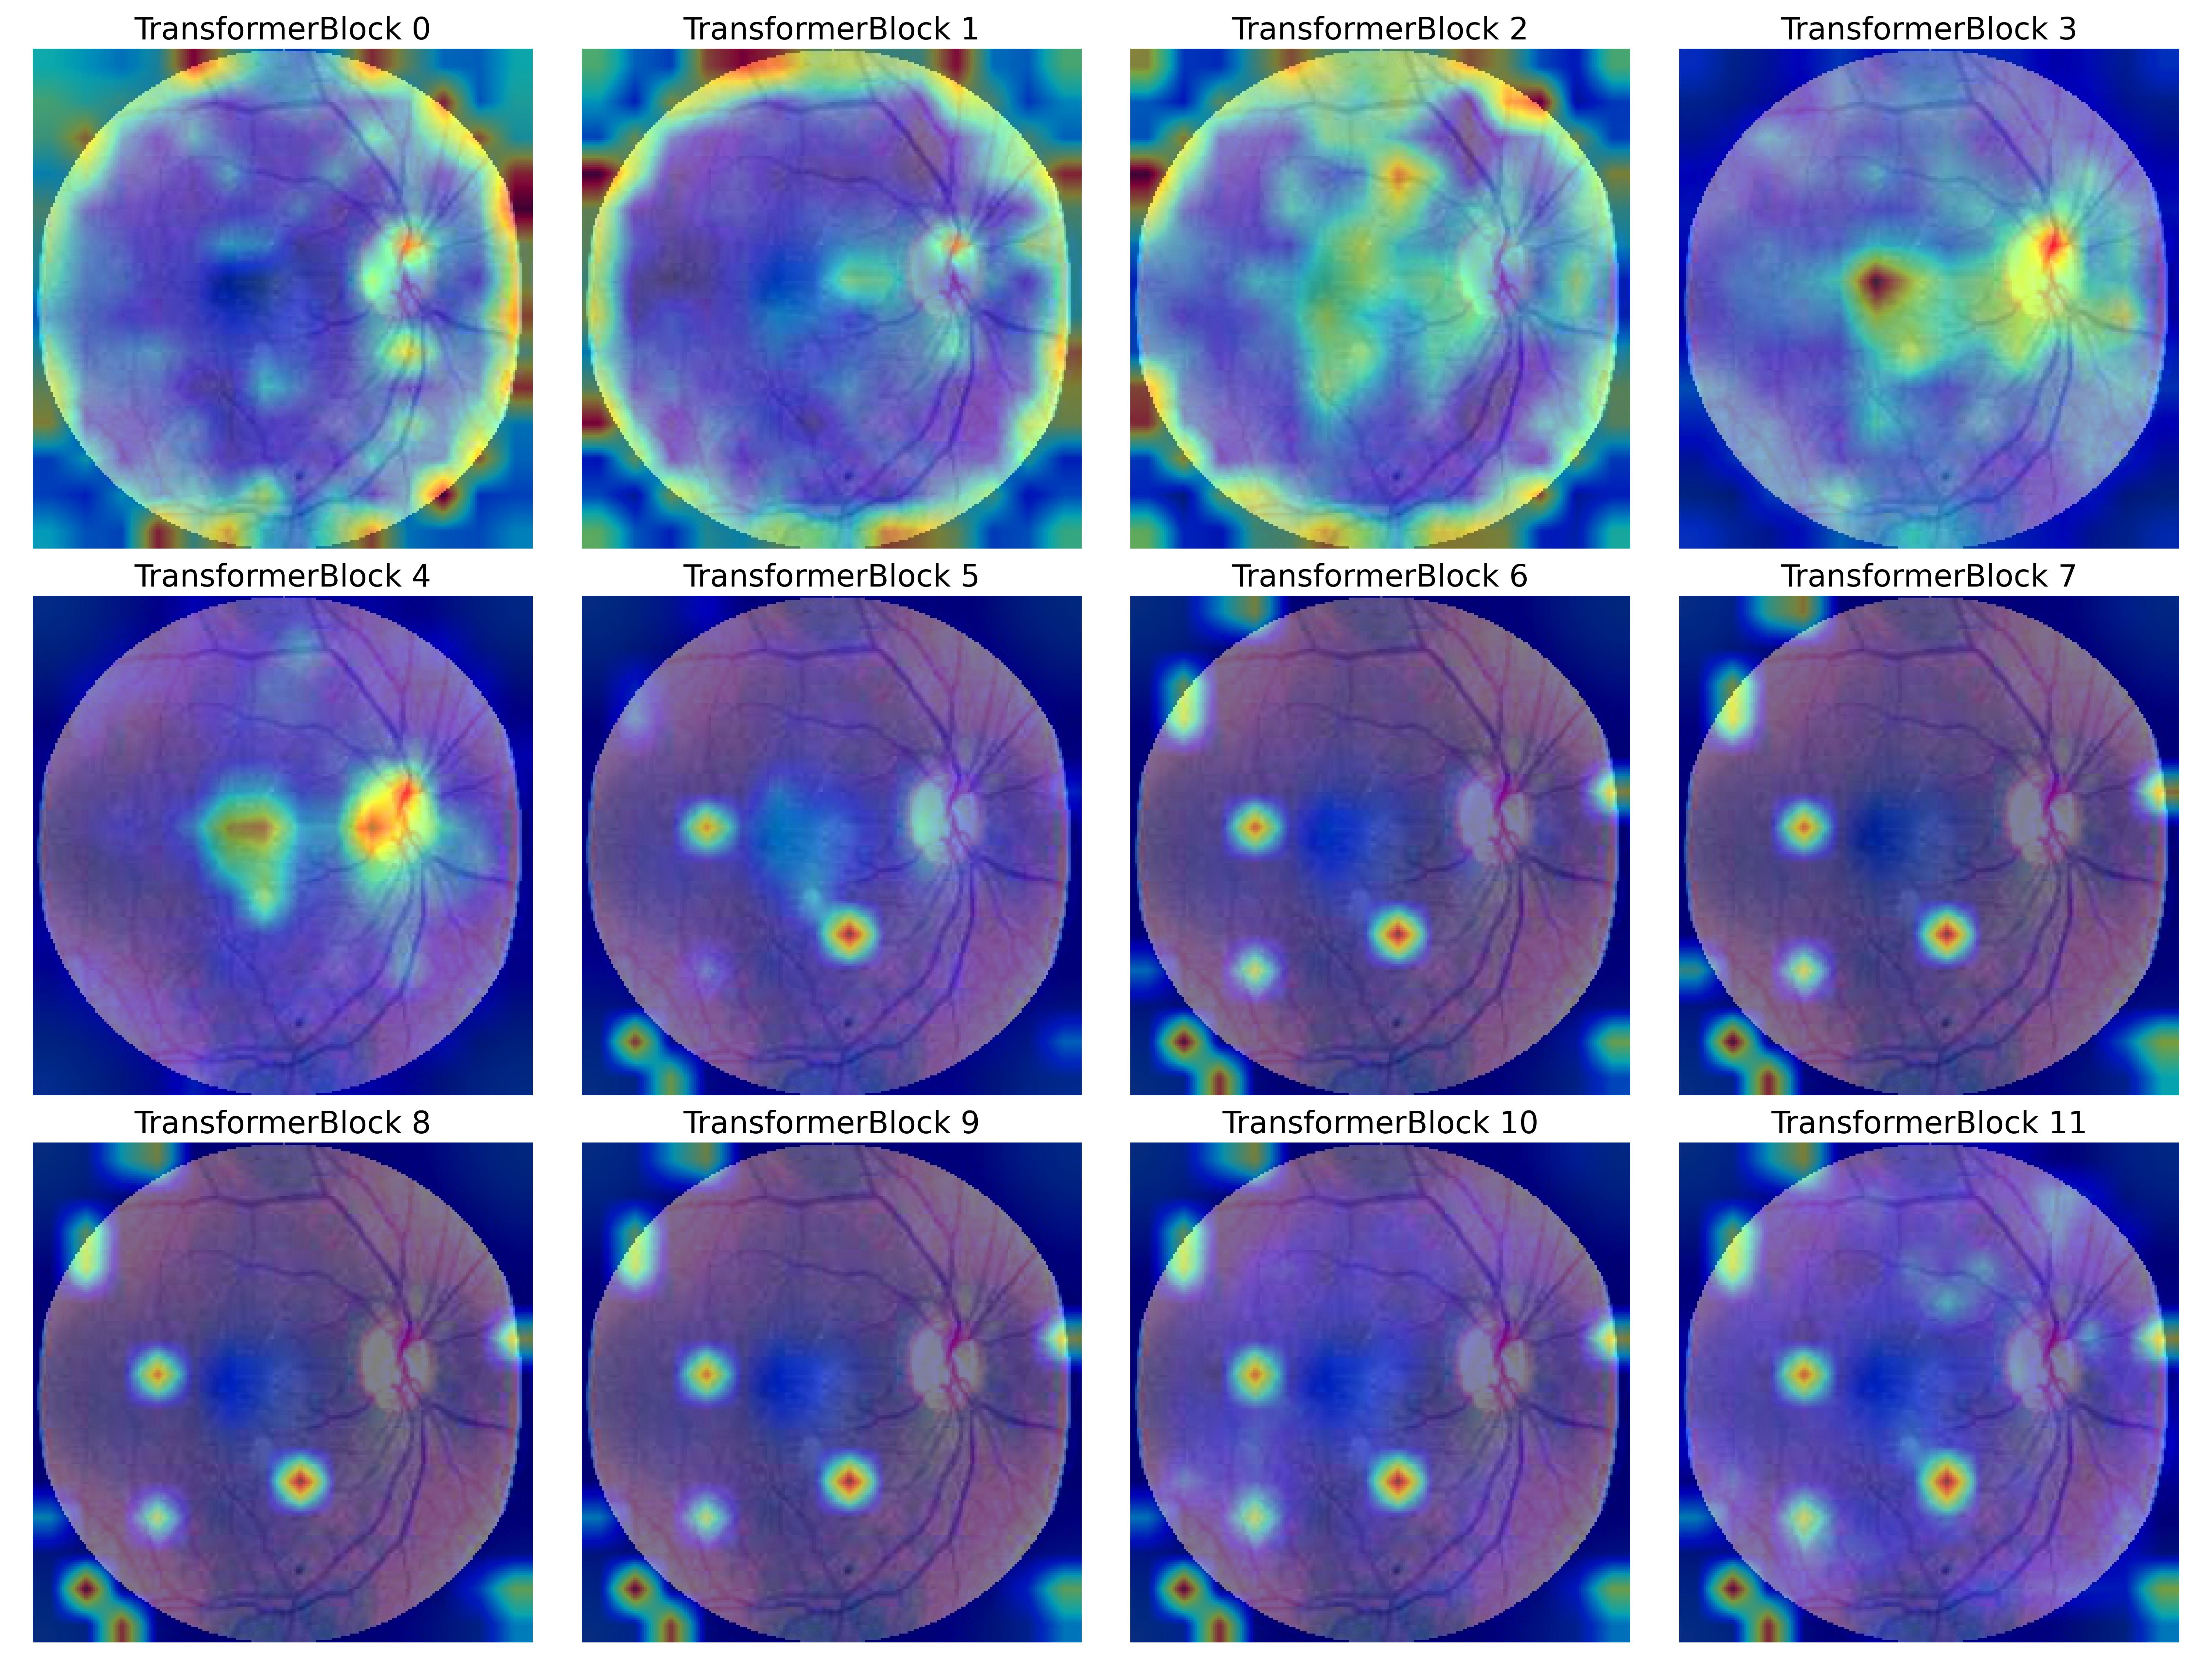 TransformerBlock 0
TransformerBlock 1
TransformerBlock 2
TransformerBlock 3
TransformerBlock 4
TransformerBlock 5
TransformerBlock 6
TransformerBlock 7
TransformerBlock 8
TransformerBlock 9
TransformerBlock 10
TransformerBlock 11